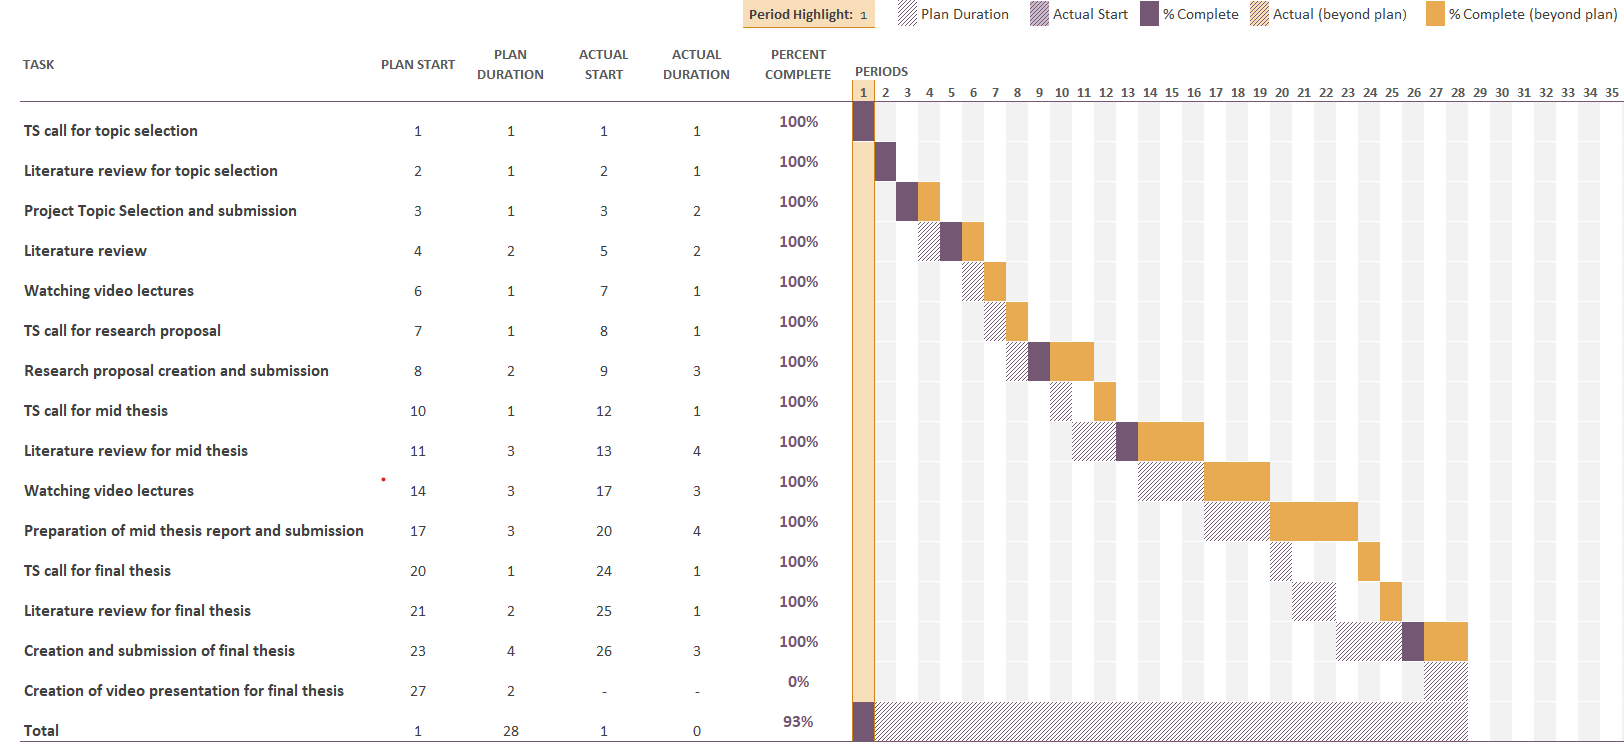 Period Highlight: 1 Plan Duration Actual Start % Complete Actual (beyond plan) % Complete (beyond plan)
TASK PLAN START PLAN DURATION ACTUAL START ACTUAL DURATION PERCENT COMPLETE PERIODS
1 2 3 4 5 6 7 8 9 10 11 12 13 14 15 16 17 18 19 20 21 22 23 24 25 26 27 28 29 30 31 32 33 34 35
TS call for topic selection 1 1 1 1 100%
Literature review for topic selection 2 1 2 1 100%
Project Topic Selection and submission 3 1 3 2 100%
Literature review 4 2 5 2 100%
Watching video lectures 6 1 7 1 100%
TS call for research proposal 7 1 8 1 100%
Research proposal creation and submission 8 2 9 3 100%
TS call for mid thesis 10 1 12 1 100%
Literature review for mid thesis 11 3 13 4 100%
Watching video lectures 14 3 17 3 100%
Preparation of mid thesis report and submission 17 3 20 4 100%
TS call for final thesis 20 1 24 1 100%
Literature review for final thesis 21 2 25 1 100%
Creation and submission of final thesis 23 4 26 3 100%
Creation of video presentation for final thesis 27 2 - - 0%
Total 1 28 1 0 93%